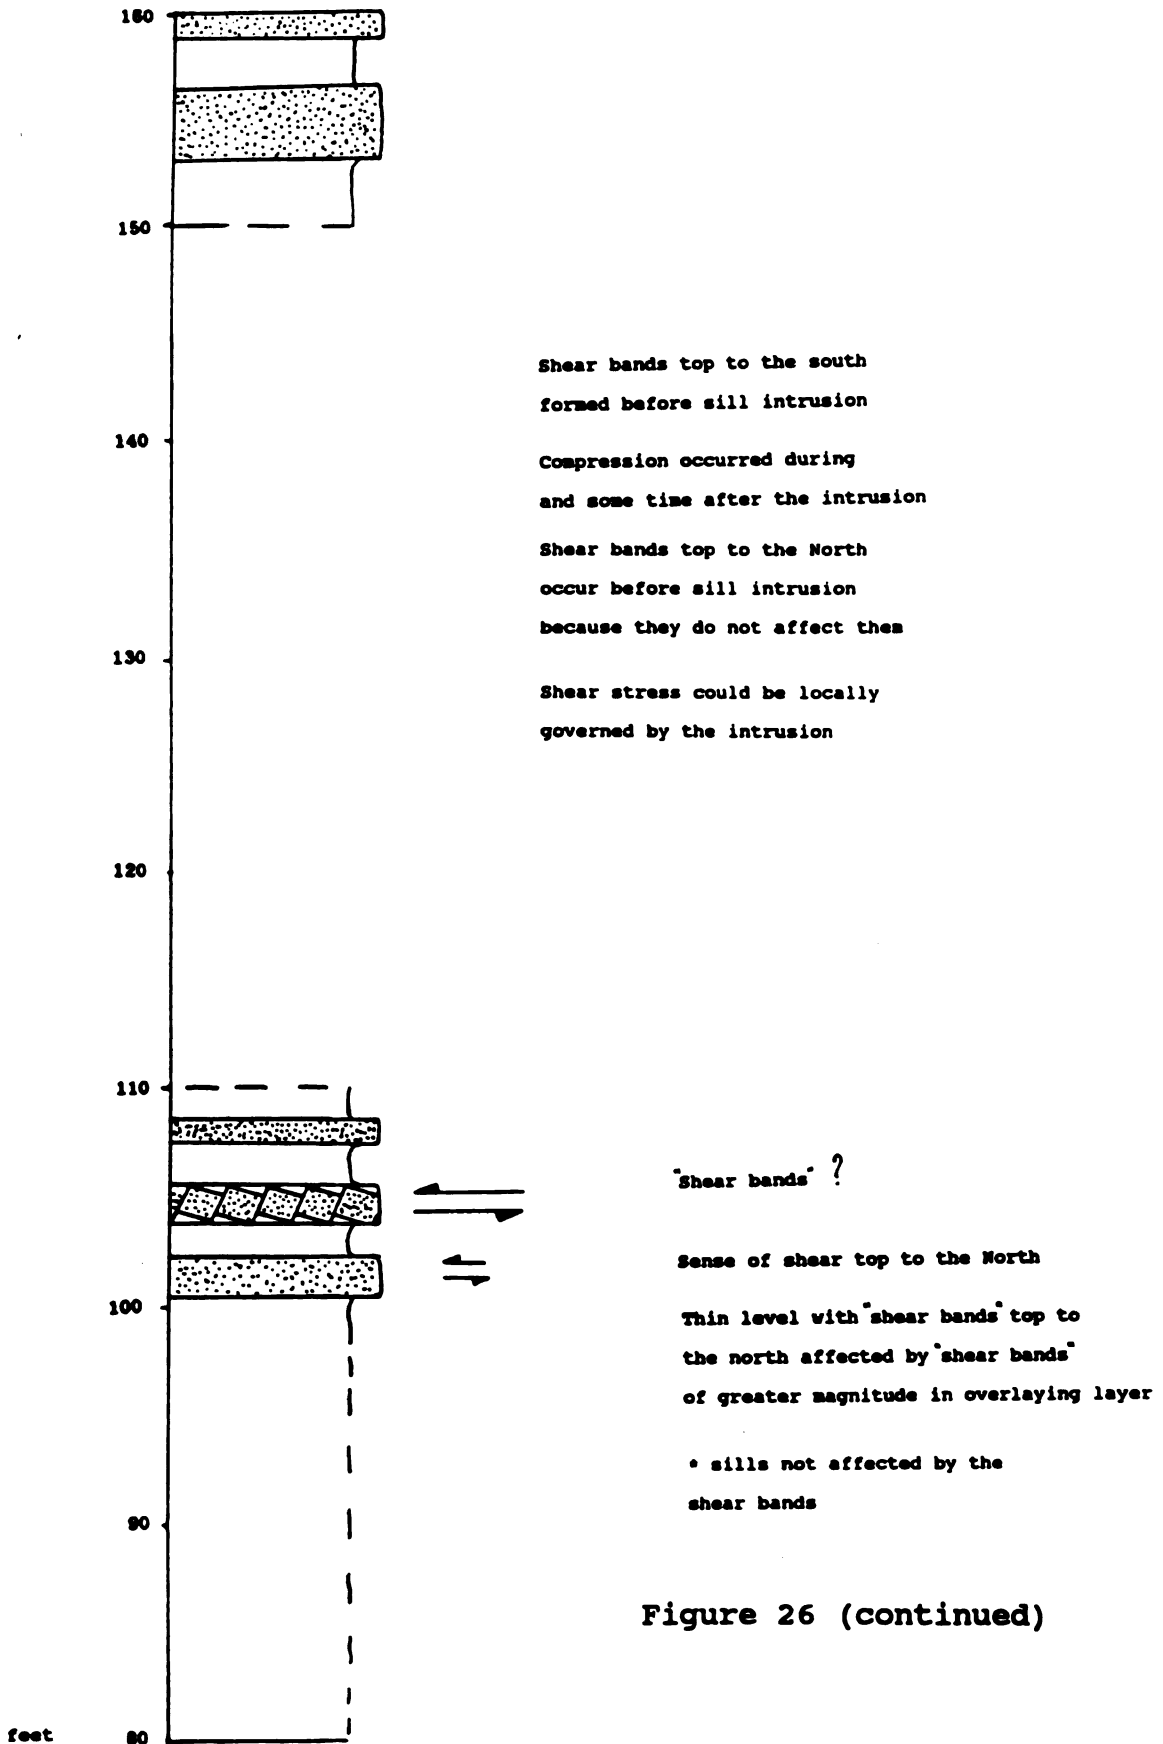 160
150
Shear bands top to the south
formed before sill intrusion
140
Compression occurred during
and some time after the intrusion
Shear bands top to the North
occur before sill intrusion
because they do not affect them
130
Shear stress could be locally
governed by the intrusion
120
110
"Shear bands" ?
Sense of shear top to the North
100
Thin level with "shear bands" top to
the north affected by "shear bands"
of greater magnitude in overlaying layer
* sills not affected by the
shear bands
90
Figure 26 (continued)
feet 80